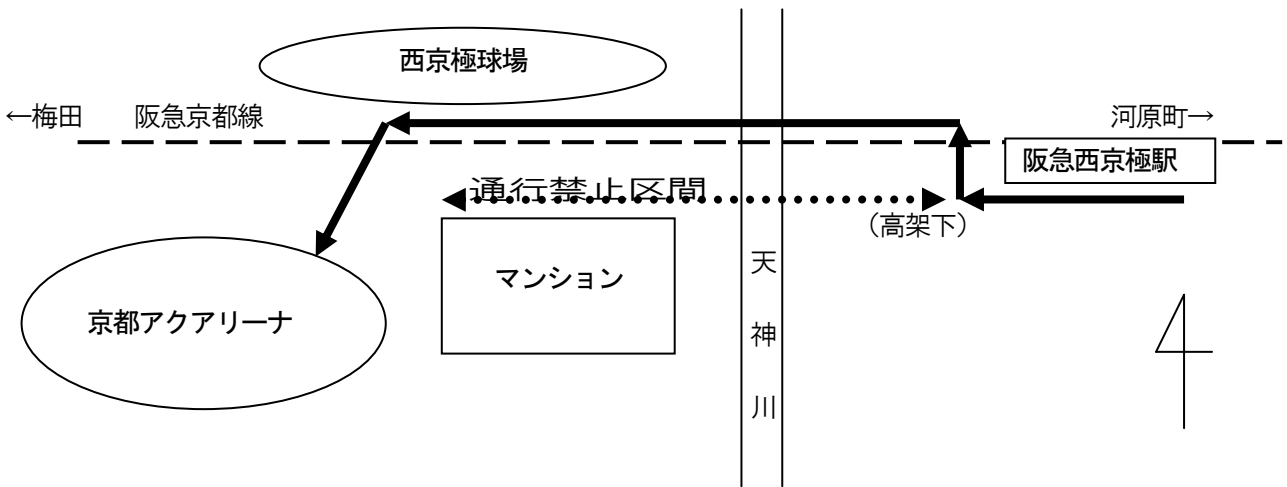 西京極球場
←梅田
阪急京都線
河原町→
阪急西京極駅
通行禁止区間
（高架下）
マンション
京都アクアリーナ
天神川